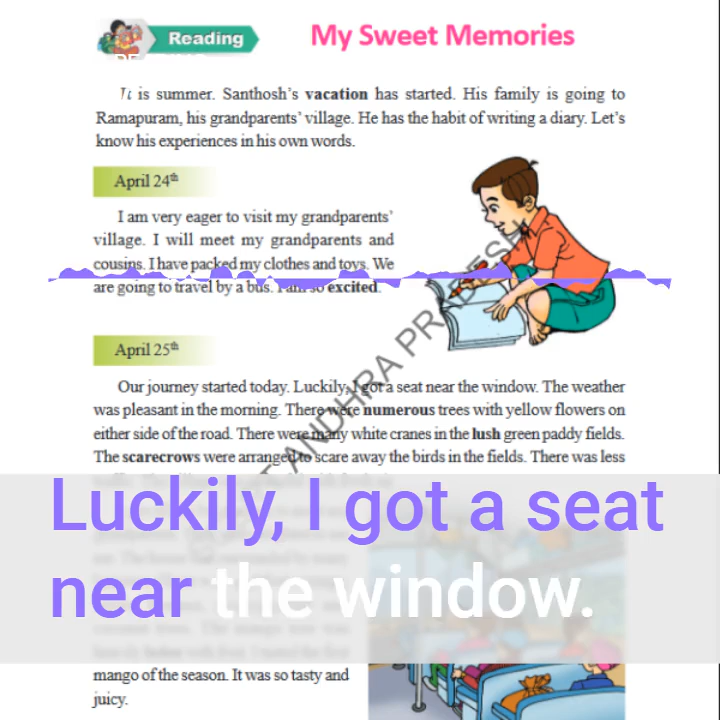 Reading
My Sweet Memories
It is summer. Santhosh's vacation has started. His family is going to
Ramapuram, his grandparents' village. He has the habit of writing a diary. Let's
know his experiences in his own words.
April 24th
I am very eager to visit my grandparents'
village. I will meet my grandparents and
cousins. I have packed my clothes and toys. We
are going to travel by a bus. I am so excited.
April 25th
Our journey started today. Luckily, I got a seat near the window. The weather
was pleasant in the morning. There were numerous trees with yellow flowers on
either side of the road. There were many white cranes in the lush green paddy fields.
The scarecrows were arranged to scare away the birds in the fields. There was less
Luckily, I got a seat
near the window.
mango of the season. It was so tasty and
juicy.
ANDHRA PRADESH